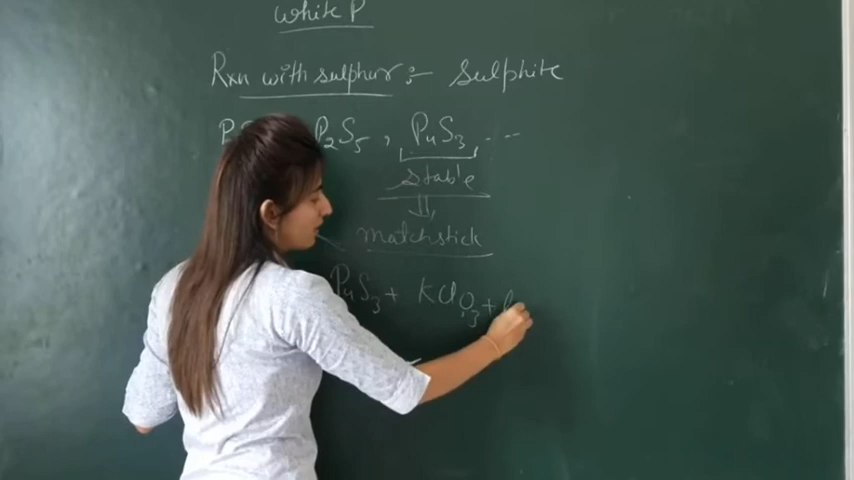 White P
Rxn with sulphur :- Sulphite
P2S5, P4S3 . . --
stable
matchstick
P4S3 + KClO3 +